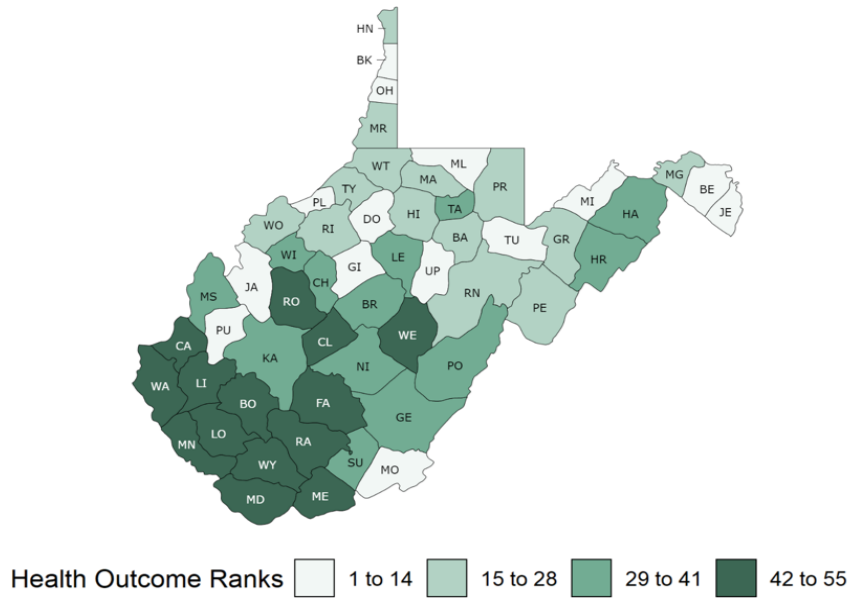 HN
BK
OH
MR
WT
ML
MA
PR
TY
PL
DO
HI
TA
WO
RI
BA
TU
MI
HA
MG
BE
JE
GR
HR
WI
LE
GI
UP
CH
JA
RO
RN
PE
MS
BR
PU
CL
WE
CA
KA
NI
PO
WA
LI
BO
FA
GE
LO
MN
RA
WY
SU
MO
MD
ME
Health Outcome Ranks 1 to 14 15 to 28 29 to 41 42 to 55